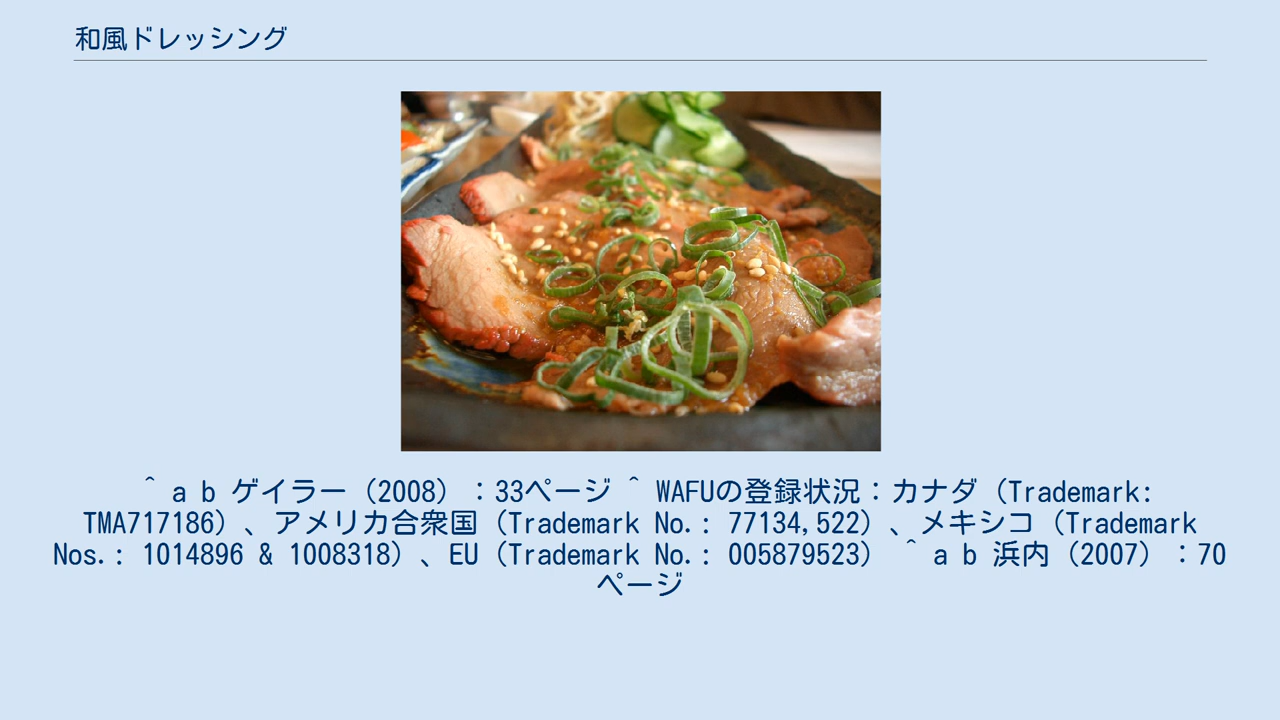 和風ドレッシング
^ a b ゲイラー（2008）：33ページ ^ WAFUの登録状況：カナダ（Trademark:
TMA717186）、アメリカ合衆国（Trademark No.: 77134,522）、メキシコ（Trademark
Nos.: 1014896 & 1008318）、EU（Trademark No.: 005879523） ^ a b 浜内（2007）：70
ページ